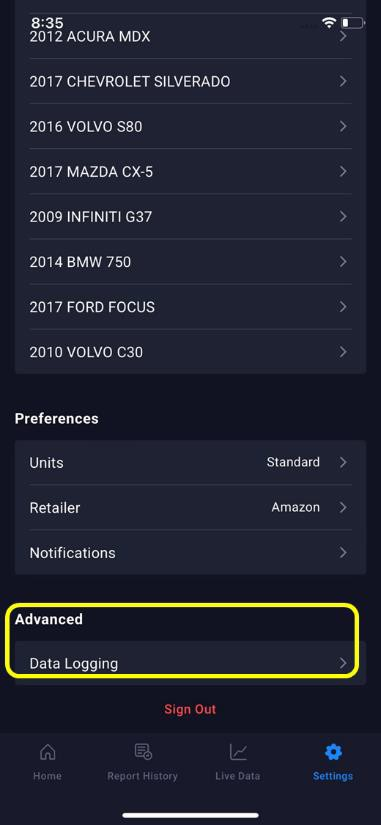 8:35
2012 ACURA MDX
2017 CHEVROLET SILVERADO
2016 VOLVO S80
2017 MAZDA CX-5
2009 INFINITI G37
2014 BMW 750
2017 FORD FOCUS
2010 VOLVO C30
Preferences
Units Standard
Retailer Amazon
Notifications
Advanced
Data Logging
Sign Out
Home Report History Live Data Settings